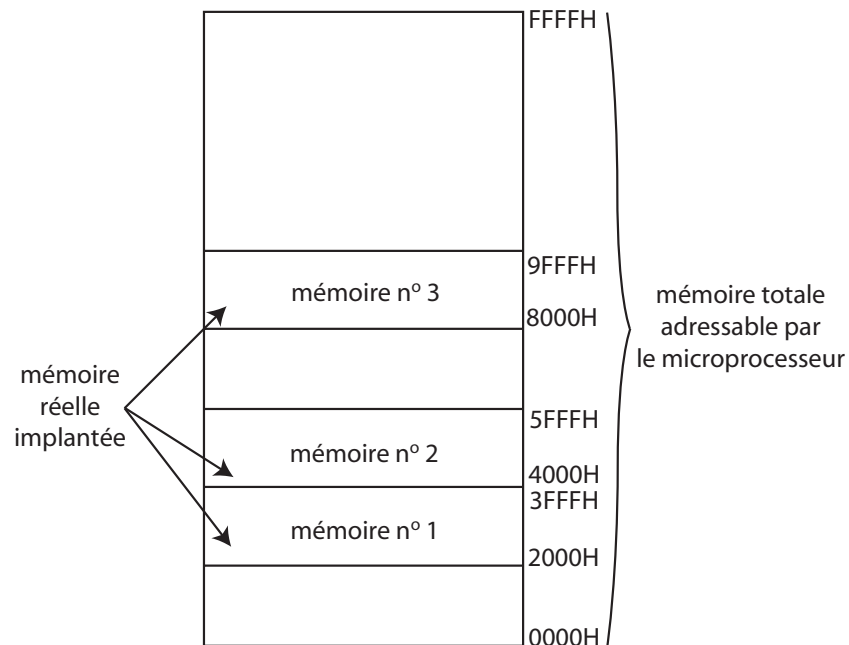 FFFFH
9FFFH
mémoire nº 3
8000H
mémoire totale
adressable par
le microprocesseur
mémoire
réelle
implantée
5FFFH
mémoire nº 2
4000H
3FFFH
mémoire nº 1
2000H
0000H